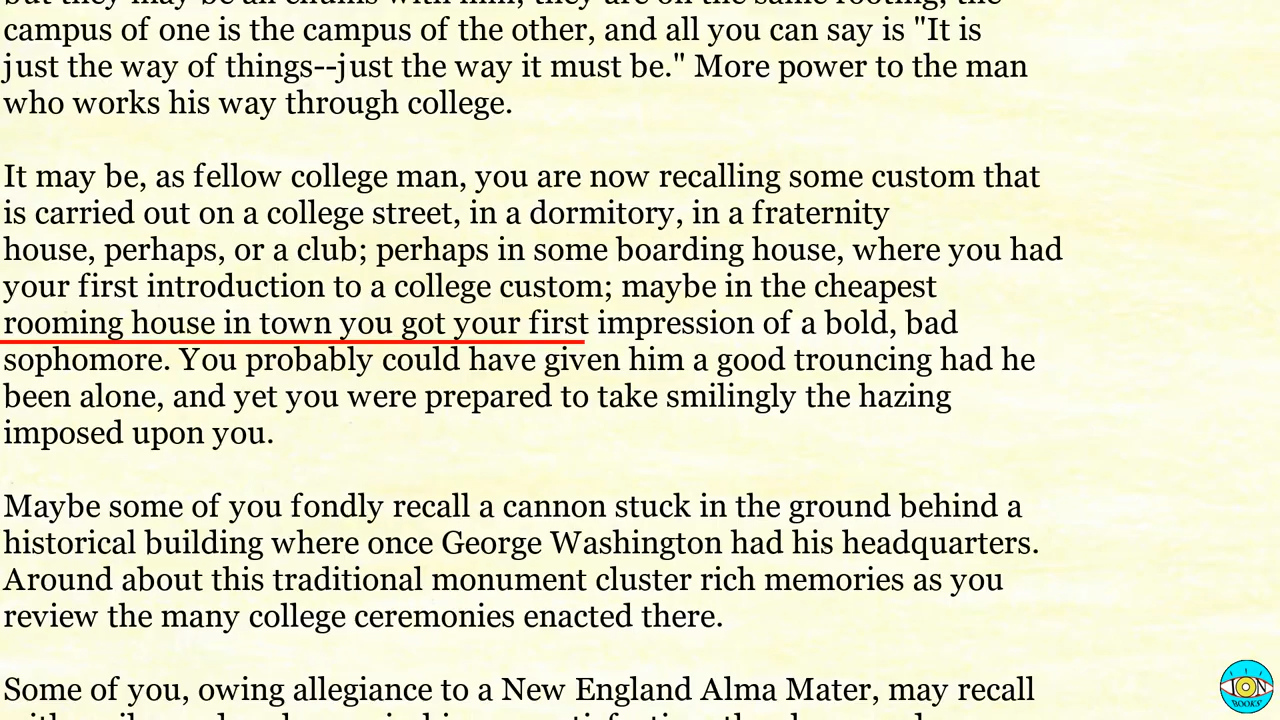 campus of one is the campus of the other, and all you can say is "It is
just the way of things--just the way it must be." More power to the man
who works his way through college.
It may be, as fellow college man, you are now recalling some custom that
is carried out on a college street, in a dormitory, in a fraternity
house, perhaps, or a club; perhaps in some boarding house, where you had
your first introduction to a college custom; maybe in the cheapest
rooming house in town you got your first impression of a bold, bad
sophomore. You probably could have given him a good trouncing had he
been alone, and yet you were prepared to take smilingly the hazing
imposed upon you.
Maybe some of you fondly recall a cannon stuck in the ground behind a
historical building where once George Washington had his headquarters.
Around about this traditional monument cluster rich memories as you
review the many college ceremonies enacted there.
Some of you, owing allegiance to a New England Alma Mater, may recall
ION
BOOKS